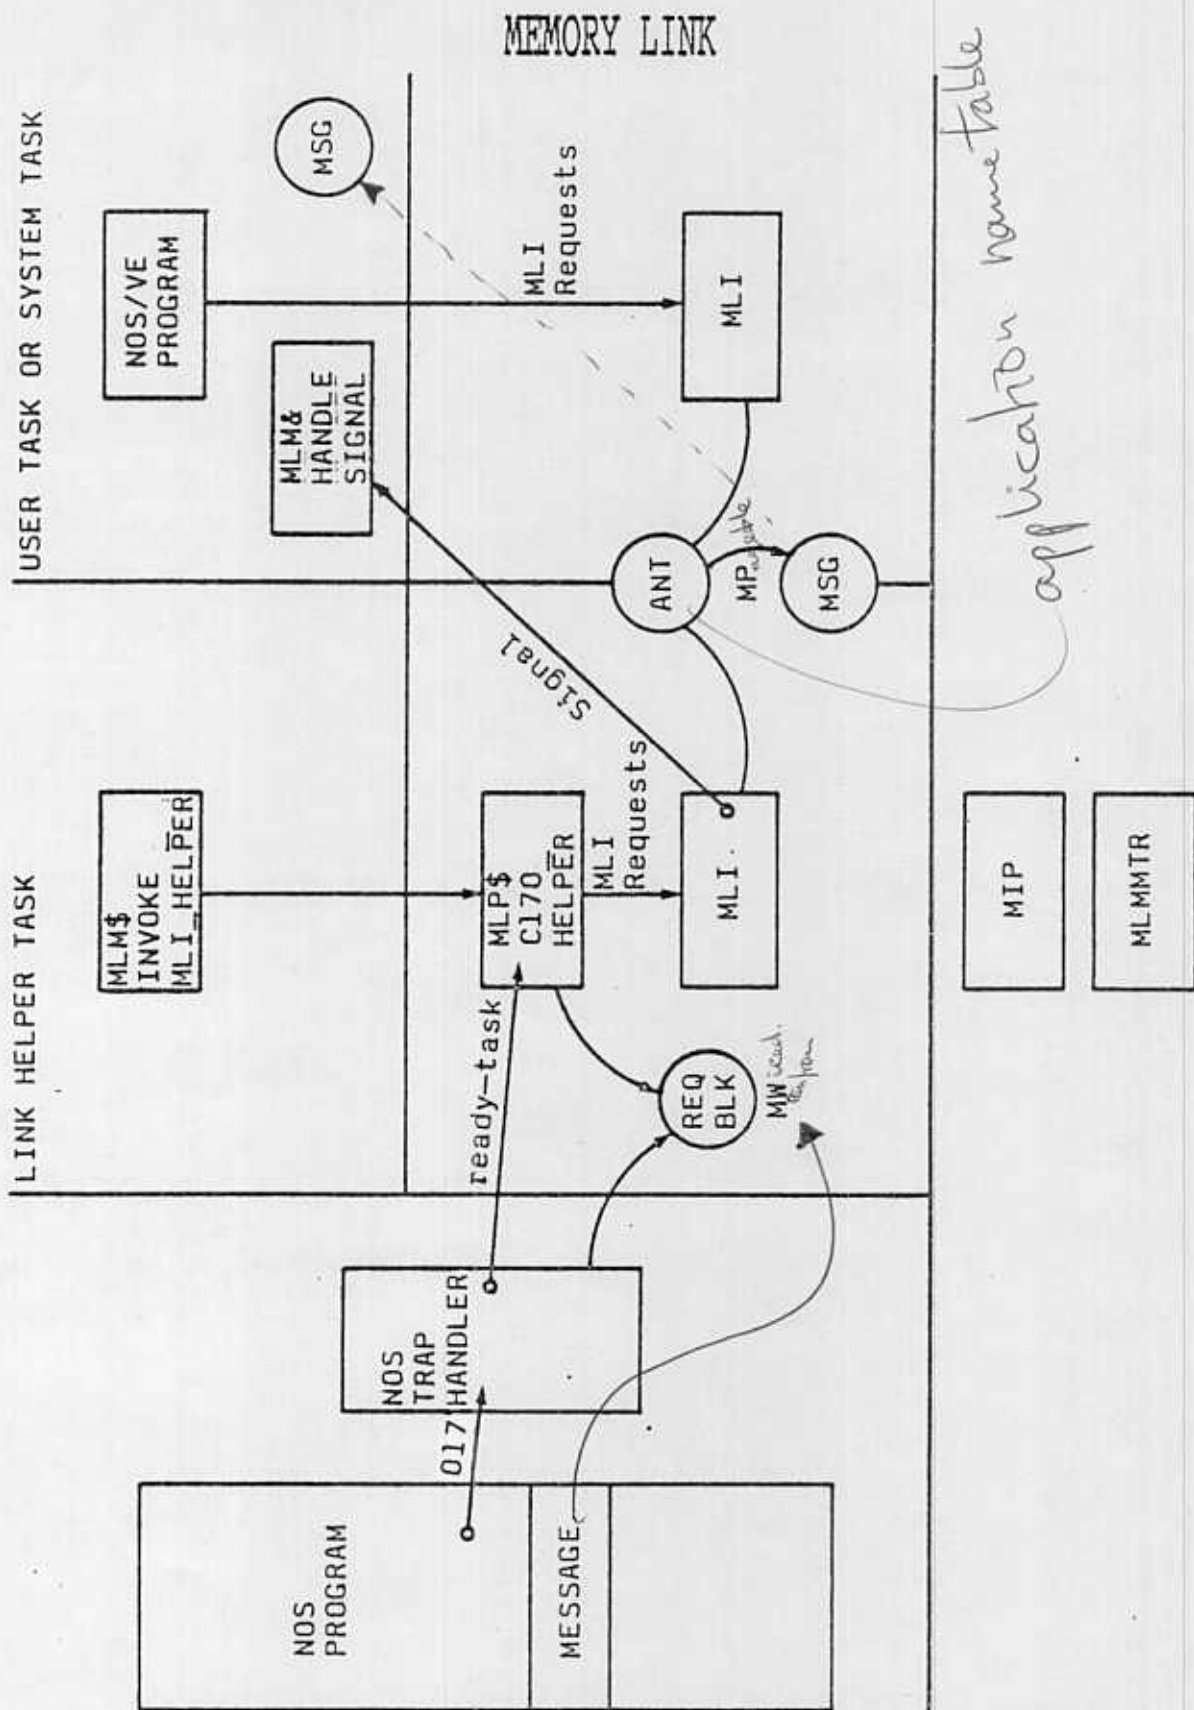 MEMORY LINK
LINK HELPER TASK
USER TASK OR SYSTEM TASK
NOS
PROGRAM
MESSAGE
017
NOS
TRAP
HANDLER
ready-task
MLM$
INVOKE
MLI_HELPER
MLP$
C170
HELPER
MLI
Requests
MLI
REQ
BLK
MW
Signal
MLM&
HANDLE
SIGNAL
NOS/VE
PROGRAM
MSG
MLI
Requests
MLI
ANT
MP
MSG
application name table
MIP
MLMMTR